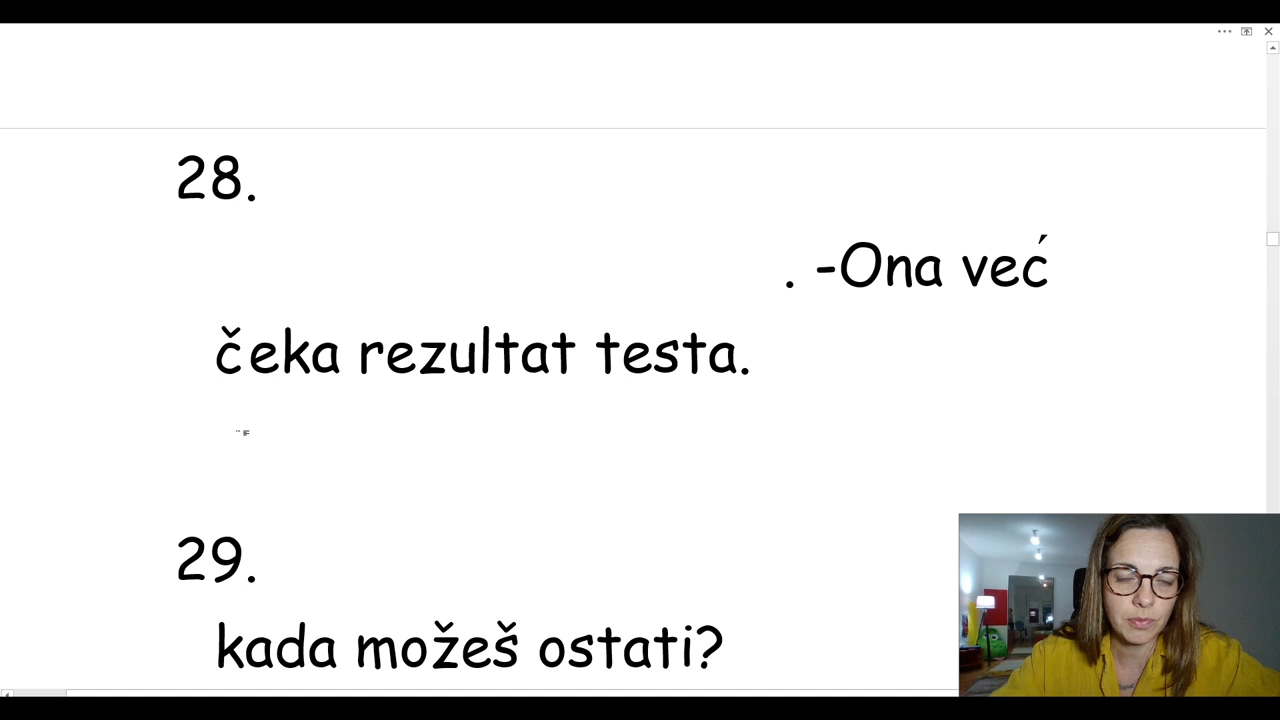 28.
. -Ona već
čeka rezultat testa.
29.
kada možeš ostati?